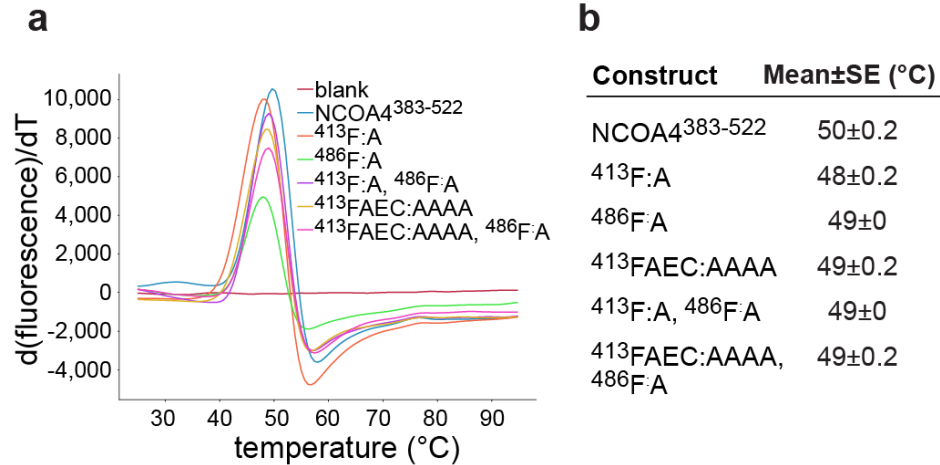 a
b
d(fluorescence)/dT
10,000
8,000
6,000
4,000
2,000
0
-2,000
-4,000
30 40 50 60 70 80 90
temperature (°C)
blank
NCOA4³⁸³⁻⁵²²
⁴¹³F:A
⁴⁸⁶F:A
⁴¹³F:A, ⁴⁸⁶F:A
⁴¹³FAEC:AAAA
⁴¹³FAEC:AAAA, ⁴⁸⁶F:A
Construct Mean±SE (°C)
NCOA4³⁸³⁻⁵²² 50±0.2
⁴¹³F:A 48±0.2
⁴⁸⁶F:A 49±0
⁴¹³FAEC:AAAA 49±0.2
⁴¹³F:A, ⁴⁸⁶F:A 49±0
⁴¹³FAEC:AAAA, 49±0.2
⁴⁸⁶F:A